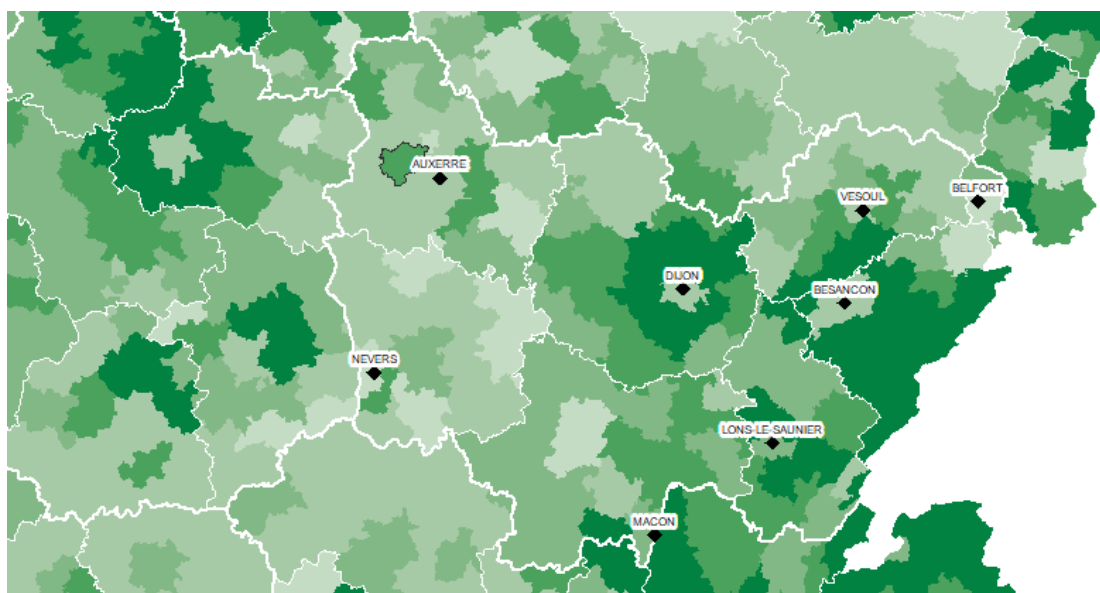 AUXERRE
BELFORT
VESOUL
DIJON
BESANCON
NEVERS
LONS-LE-SAUNIER
MACON